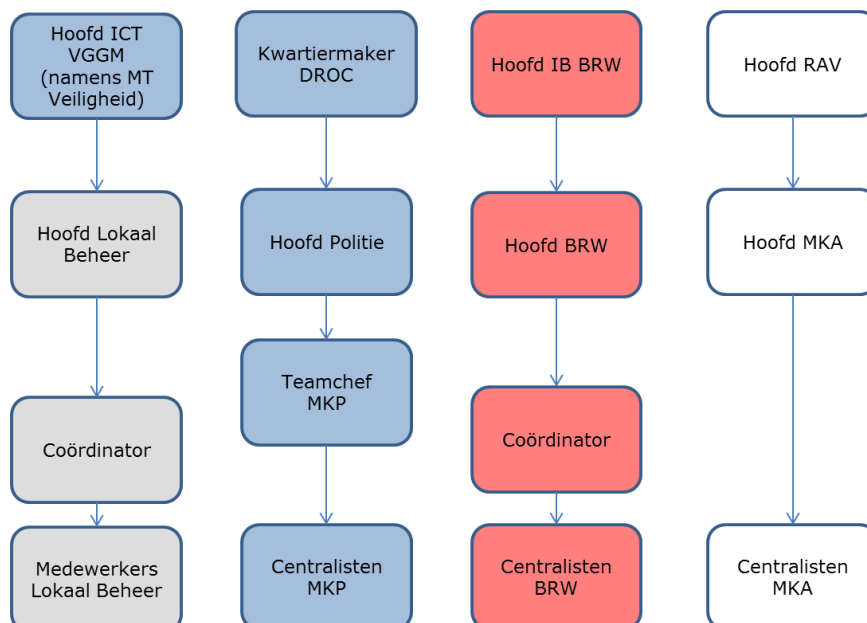 Hoofd ICT
VGGM
(namens MT
Veiligheid)
Kwartiermaker
DROC
Hoofd IB BRW
Hoofd RAV
Hoofd Lokaal
Beheer
Hoofd Politie
Hoofd BRW
Hoofd MKA
Teamchef
MKP
Coördinator
Coördinator
Medewerkers
Lokaal Beheer
Centralisten
MKP
Centralisten
BRW
Centralisten
MKA